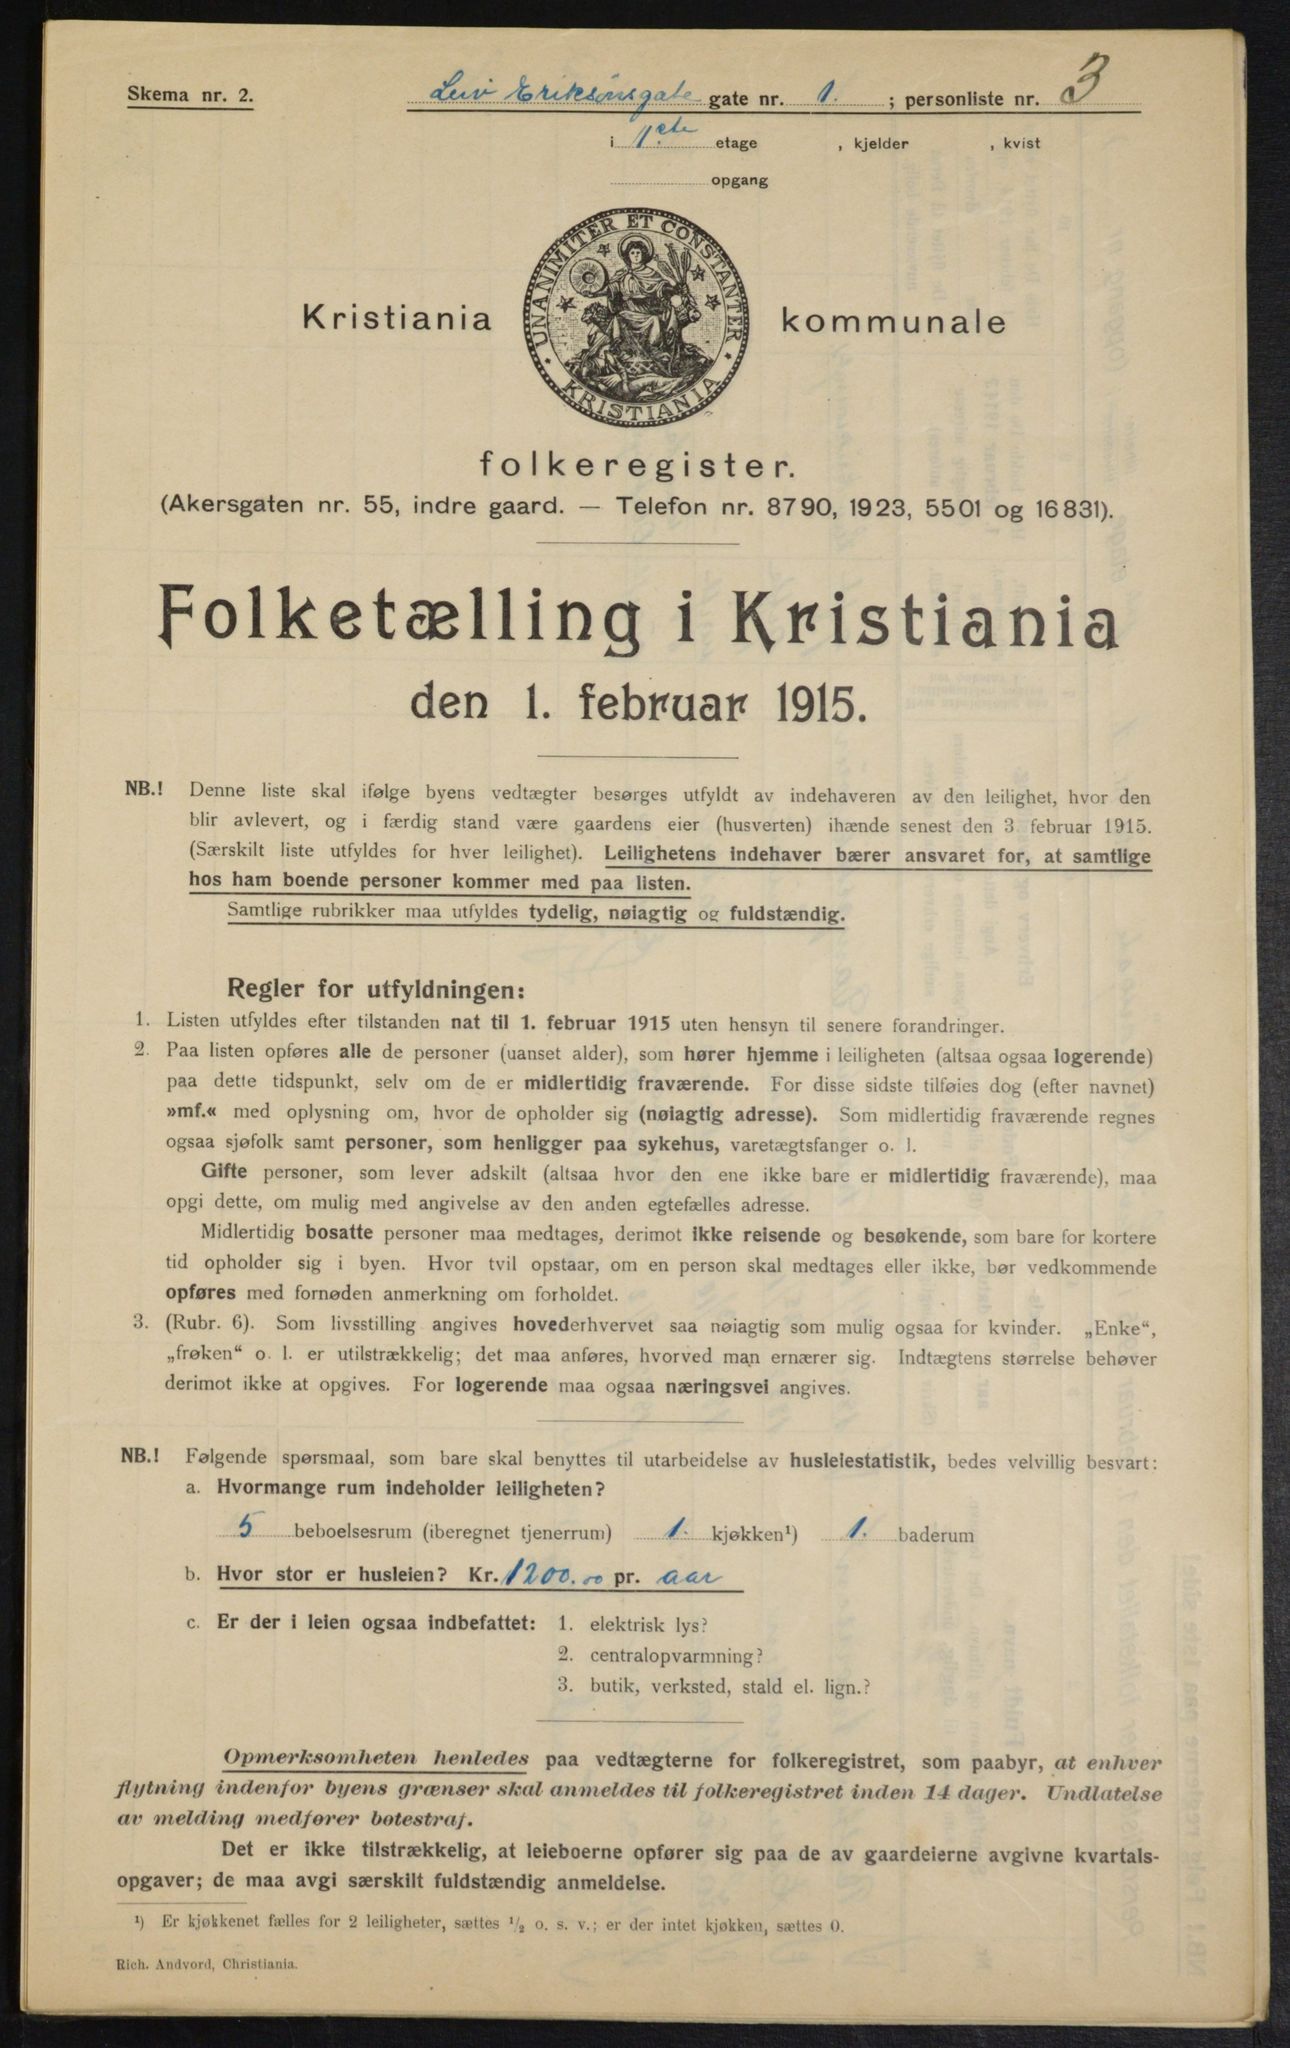 Skema nr. 2.
Leiv Eriksønsgate gate nr. 1. ; personliste nr. 3
i 1ste etage , kjelder , kvist
opgang
UNANIMITER ET CONSTANTER
KRISTIANIA
Kristiania kommunale
folkeregister.
(Akersgaten nr. 55, indre gaard. — Telefon nr. 8790, 1923, 5501 og 16831).
Folketælling i Kristiania
den 1. februar 1915.
NB.! Denne liste skal ifølge byens vedtægter besørges utfyldt av indehaveren av den leilighet, hvor den
blir avlevert, og i færdig stand være gaardens eier (husverten) ihænde senest den 3. februar 1915.
(Særskilt liste utfyldes for hver leilighet). Leilighetens indehaver bærer ansvaret for, at samtlige
hos ham boende personer kommer med paa listen.
Samtlige rubrikker maa utfyldes tydelig, nøiagtig og fuldstændig.
Regler for utfyldningen:
1. Listen utfyldes efter tilstanden nat til 1. februar 1915 uten hensyn til senere forandringer.
2. Paa listen opføres alle de personer (uanset alder), som hører hjemme i leiligheten (altsaa ogsaa logerende)
paa dette tidspunkt, selv om de er midlertidig fraværende. For disse sidste tilføies dog (efter navnet)
»mf.« med oplysning om, hvor de opholder sig (nøiagtig adresse). Som midlertidig fraværende regnes
ogsaa sjøfolk samt personer, som henligger paa sykehus, varetægtsfanger o. l.
Gifte personer, som lever adskilt (altsaa hvor den ene ikke bare er midlertidig fraværende), maa
opgi dette, om mulig med angivelse av den anden egtefælles adresse.
Midlertidig bosatte personer maa medtages, derimot ikke reisende og besøkende, som bare for kortere
tid opholder sig i byen. Hvor tvil opstaar, om en person skal medtages eller ikke, bør vedkommende
opføres med fornøden anmerkning om forholdet.
3. (Rubr. 6). Som livsstilling angives hovederhvervet saa nøiagtig som mulig ogsaa for kvinder. „Enke“,
„frøken“ o. l. er utilstrækkelig; det maa anføres, hvorved man ernærer sig. Indtægtens størrelse behøver
derimot ikke at opgives. For logerende maa ogsaa næringsvei angives.
NB.! Følgende spørsmaal, som bare skal benyttes til utarbeidelse av husleiestatistik, bedes velvillig besvart:
a. Hvormange rum indeholder leiligheten?
5 beboelsesrum (iberegnet tjenerrum) 1. kjøkken¹) 1. baderum
b. Hvor stor er husleien? Kr. 1200.00 pr. aar
c. Er der i leien ogsaa indbefattet: 1. elektrisk lys?
2. centralopvarmning?
3. butik, verksted, stald el. lign.?
Opmerksomheten henledes paa vedtægterne for folkeregistret, som paabyr, at enhver
flytning indenfor byens grænser skal anmeldes til folkeregistret inden 14 dager. Undlatelse
av melding medfører bøtestraf.
Det er ikke tilstrækkelig, at leieboerne opfører sig paa de av gaardeierne avgivne kvartals-
opgaver; de maa avgi særskilt fuldstændig anmeldelse.
¹) Er kjøkkenet fælles for 2 leiligheter, sættes ½ o. s. v.; er der intet kjøkken, sættes 0.
Rich. Andvord, Christiania.